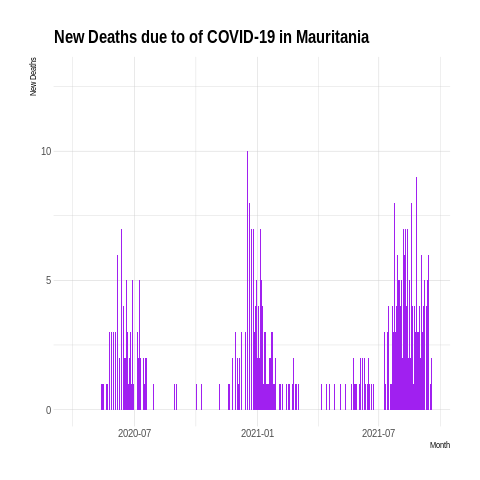 New Deaths due to of COVID-19 in Mauritania
New Deaths
10
5
0
2020-07
2021-01
2021-07
Month